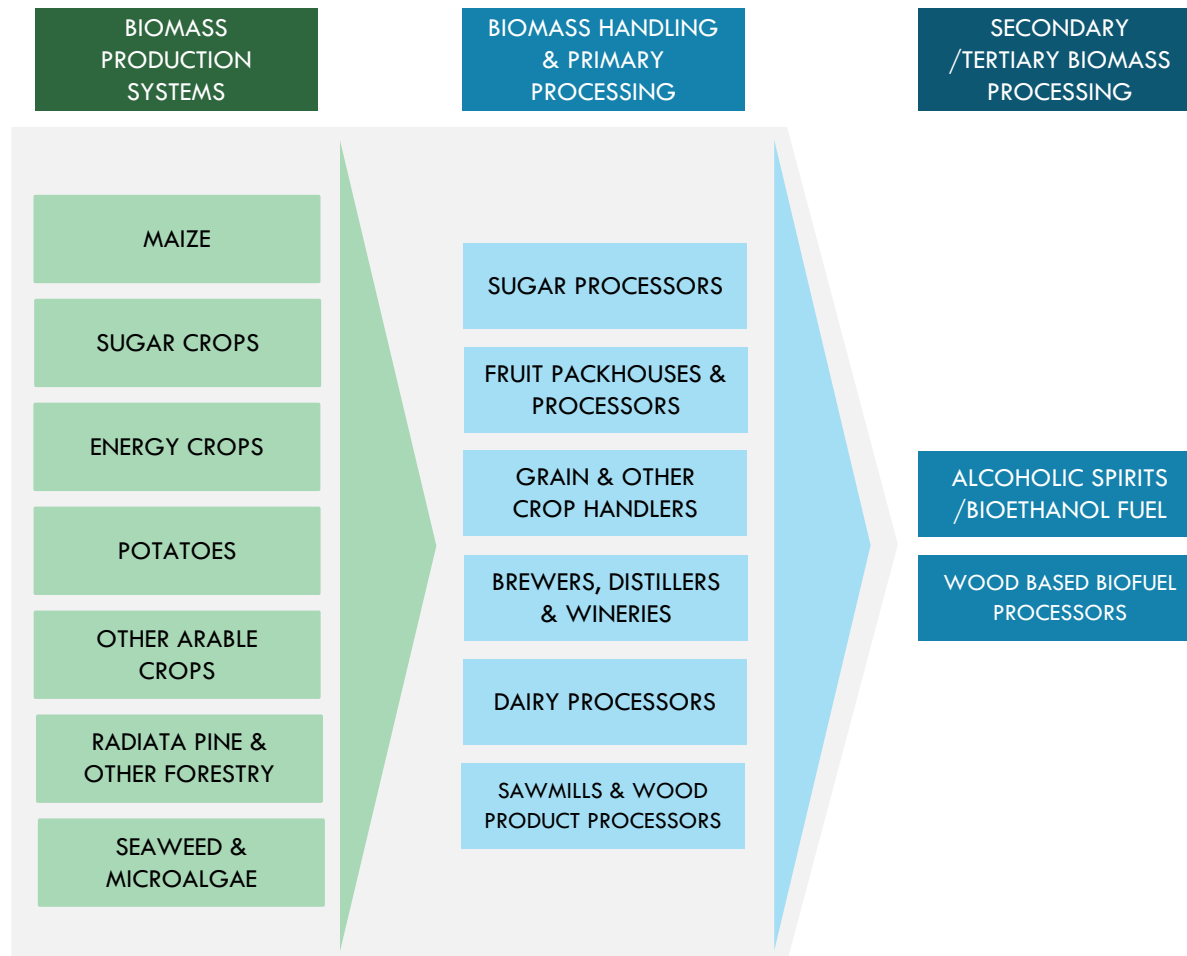 BIOMASS
PRODUCTION
SYSTEMS
BIOMASS HANDLING
& PRIMARY
PROCESSING
SECONDARY
/TERTIARY BIOMASS
PROCESSING
MAIZE
SUGAR CROPS
ENERGY CROPS
POTATOES
OTHER ARABLE
CROPS
RADIATA PINE &
OTHER FORESTRY
SEAWEED &
MICROALGAE
SUGAR PROCESSORS
FRUIT PACKHOUSES &
PROCESSORS
GRAIN & OTHER
CROP HANDLERS
BREWERS, DISTILLERS
& WINERIES
DAIRY PROCESSORS
SAWMILLS & WOOD
PRODUCT PROCESSORS
ALCOHOLIC SPIRITS
/BIOETHANOL FUEL
WOOD BASED BIOFUEL
PROCESSORS